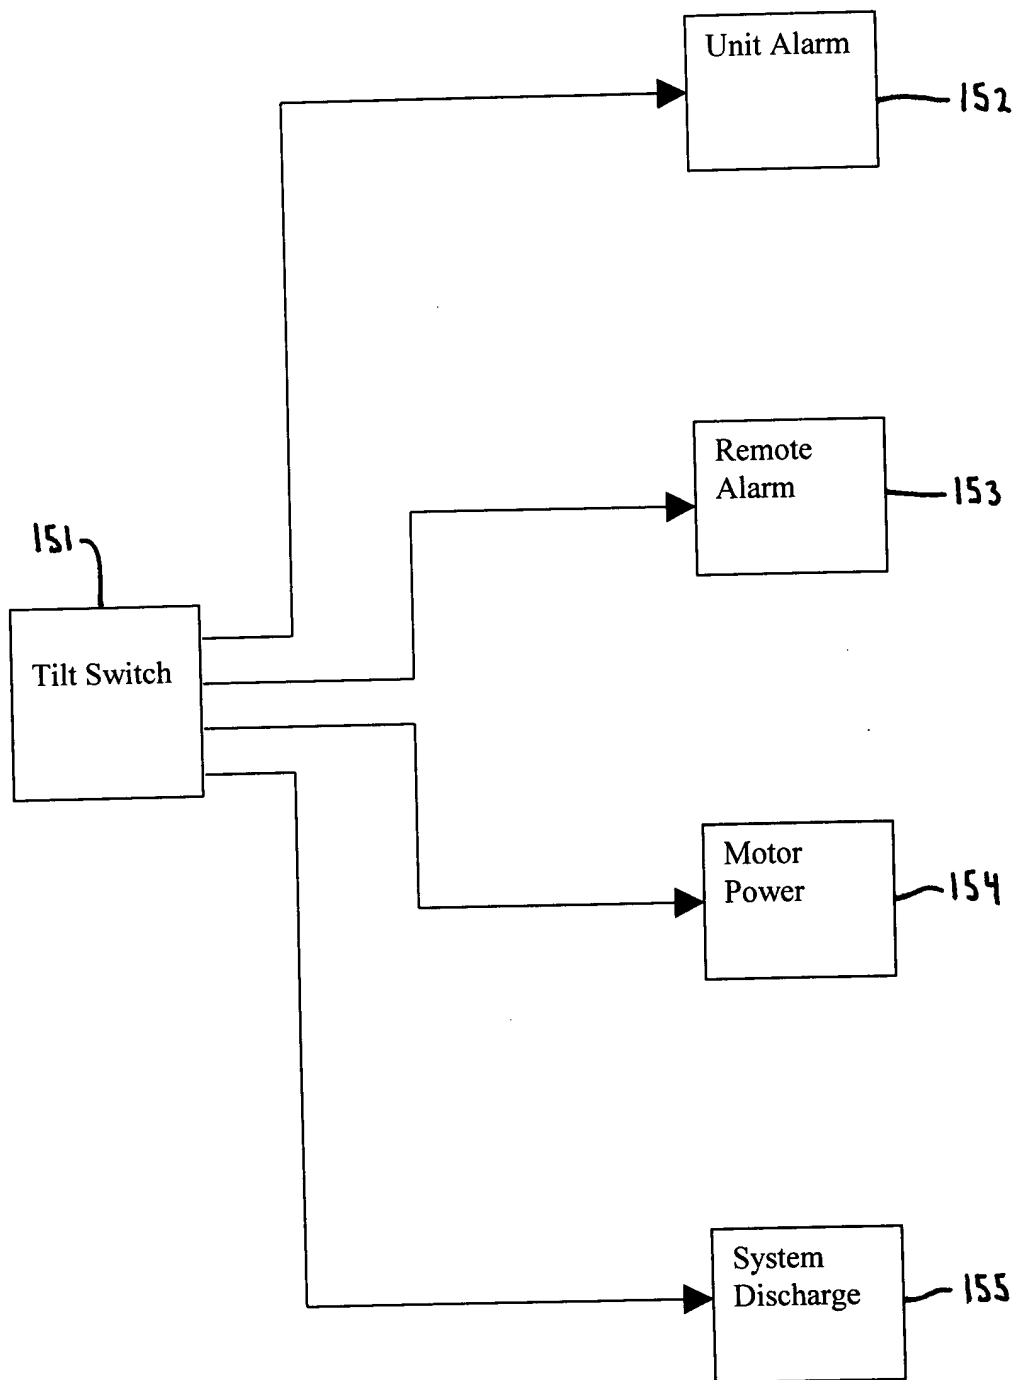 Unit Alarm
152
Remote
Alarm
153
151
Tilt Switch
Motor
Power
154
System
Discharge
155